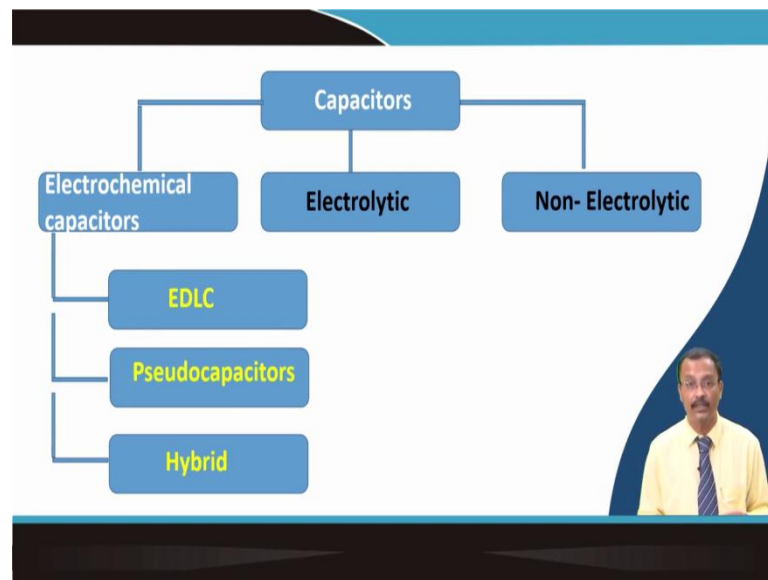 Capacitors
Electrochemical
capacitors
Electrolytic
Non- Electrolytic
EDLC
Pseudocapacitors
Hybrid